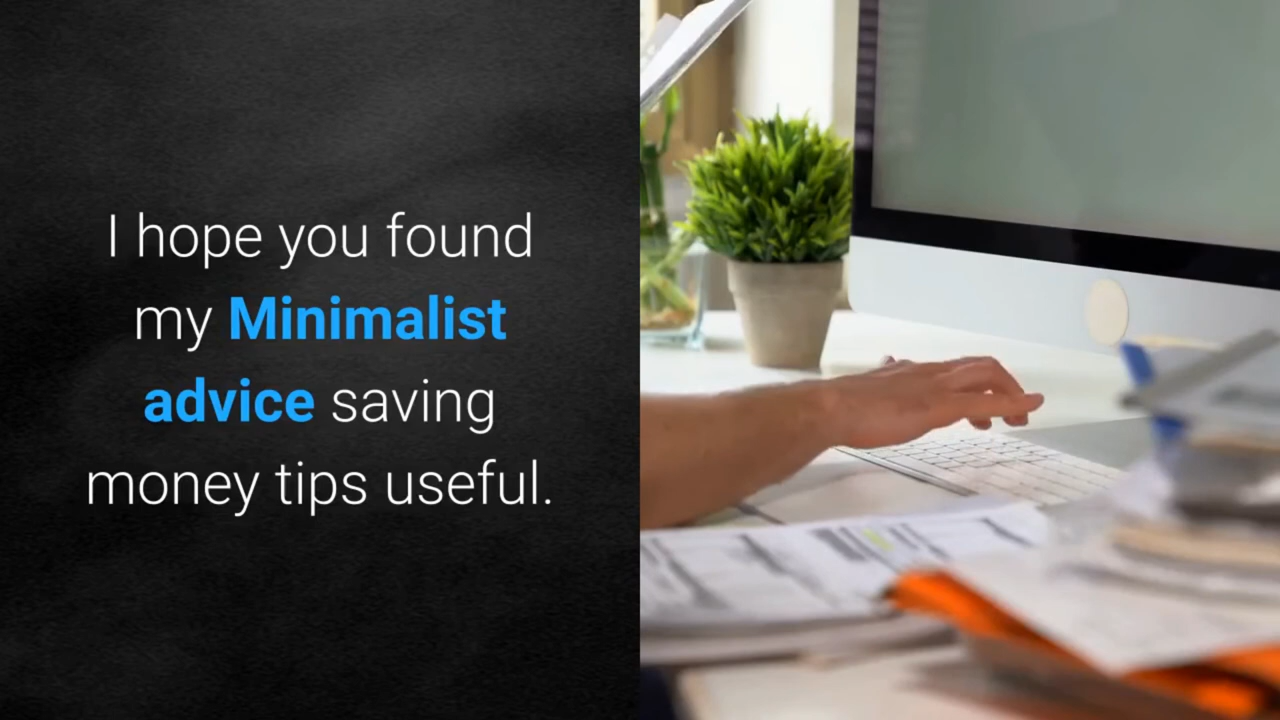 I hope you found
my Minimalist
advice saving
money tips useful.